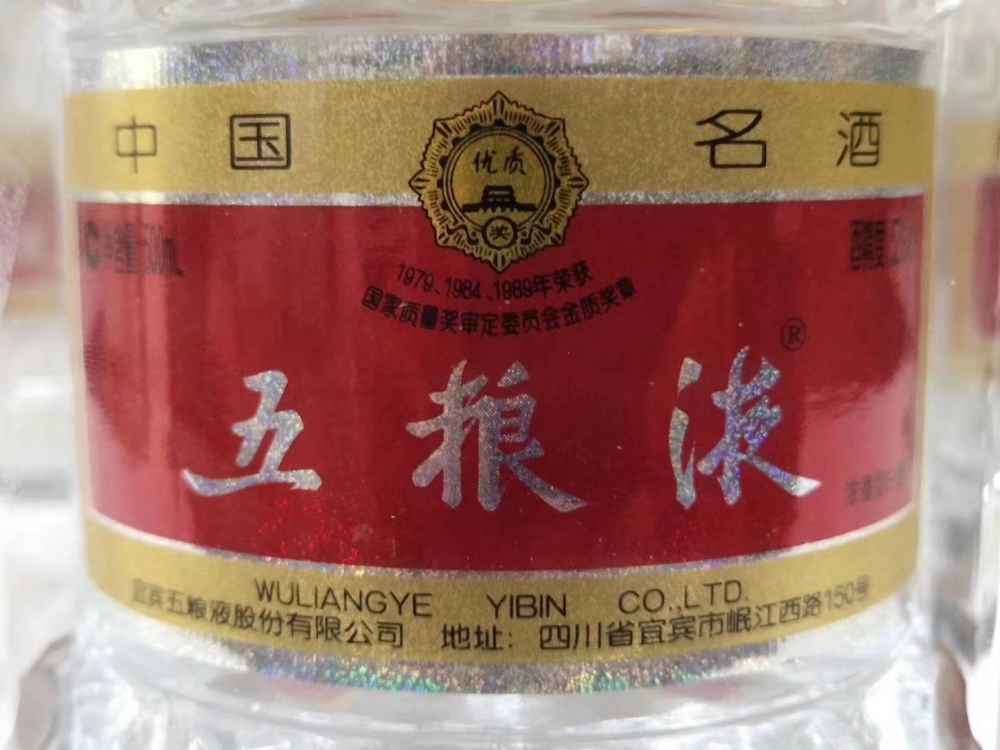 中国 名酒
优质
奖
1979、1984、1989年荣获
国家质量奖审定委员会金质奖章
五粮液®
WULIANGYE YIBIN CO.,LTD.
宜宾五粮液股份有限公司 地址：四川省宜宾市岷江西路150号